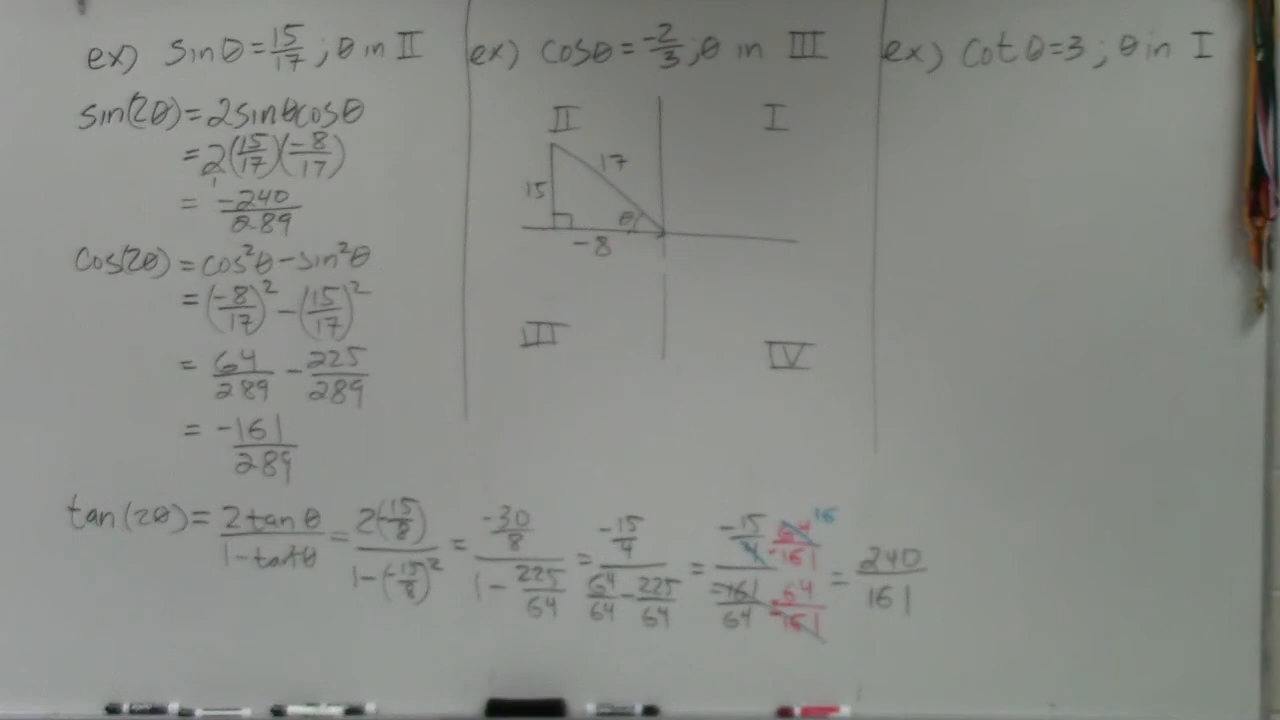 ex) sinθ = 15/17 ; θ in II
sin(2θ) = 2sinθcosθ
= 2(15/17)(-8/17)
= -240/289
cos(2θ) = cos²θ - sin²θ
= (-8/17)² - (15/17)²
= 64/289 - 225/289
= -161/289
ex) cosθ = -2/3 ; θ in III
II I
17
15
θ
-8
III IV
ex) cot θ = 3 ; θ in I
tan(2θ) = 2tanθ/1-tan²θ = 2(-15/8)/1-(-15/8)² = -30/8/1 - 225/64 = -15/4/64/64 - 225/64 = -15/4 64/-161 16/-161/64 64/-161 = 240/161